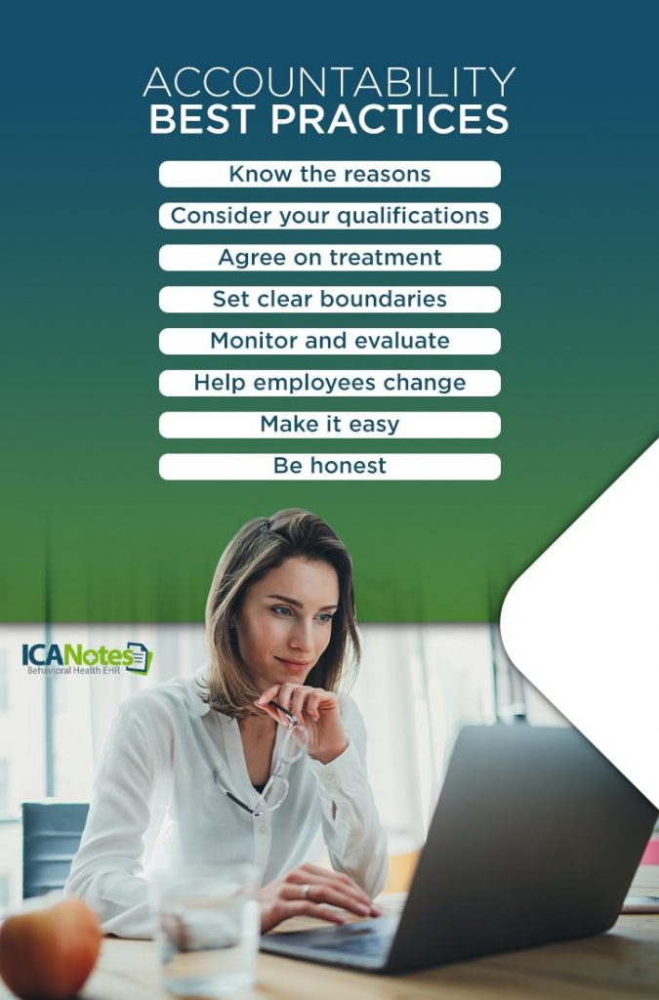 ACCOUNTABILITY
BEST PRACTICES
Know the reasons
Consider your qualifications
Agree on treatment
Set clear boundaries
Monitor and evaluate
Help employees change
Make it easy
Be honest
ICANotes
Behavioral Health EHR